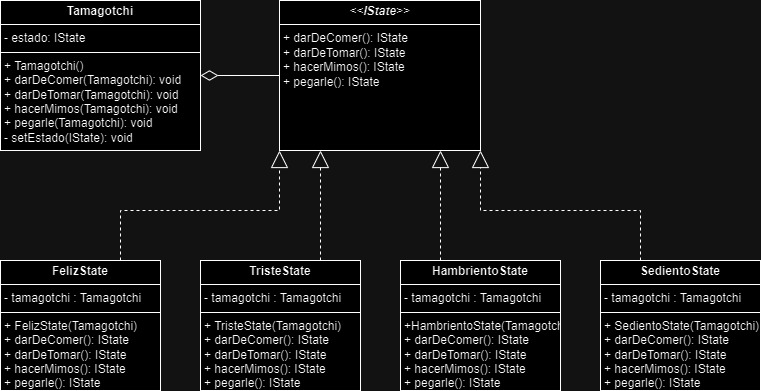 Tamagotchi
- estado: IState
+ Tamagotchi()
+ darDeComer(Tamagotchi): void
+ darDeTomar(Tamagotchi): void
+ hacerMimos(Tamagotchi): void
+ pegarle(Tamagotchi): void
- setEstado(IState): void
<<IState>>
+ darDeComer(): IState
+ darDeTomar(): IState
+ hacerMimos(): IState
+ pegarle(): IState
FelizState
- tamagotchi : Tamagotchi
+ FelizState(Tamagotchi)
+ darDeComer(): IState
+ darDeTomar(): IState
+ hacerMimos(): IState
+ pegarle(): IState
TristeState
- tamagotchi : Tamagotchi
+ TristeState(Tamagotchi)
+ darDeComer(): IState
+ darDeTomar(): IState
+ hacerMimos(): IState
+ pegarle(): IState
HambrientoState
- tamagotchi : Tamagotchi
+HambrientoState(Tamagotchi
+ darDeComer(): IState
+ darDeTomar(): IState
+ hacerMimos(): IState
+ pegarle(): IState
SedientoState
- tamagotchi : Tamagotchi
+ SedientoState(Tamagotchi)
+ darDeComer(): IState
+ darDeTomar(): IState
+ hacerMimos(): IState
+ pegarle(): IState